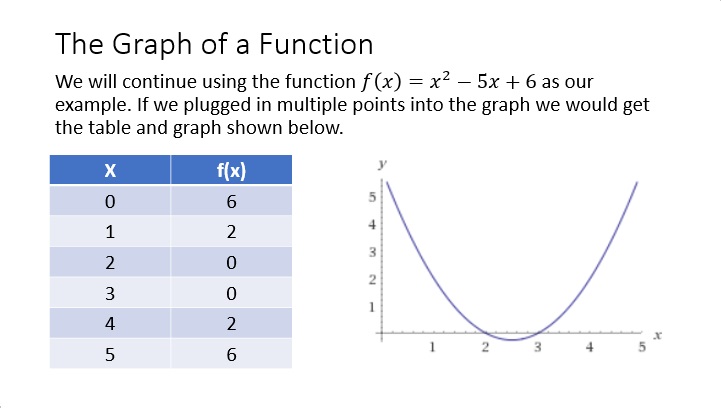 The Graph of a Function
We will continue using the function f(x) = x² − 5x + 6 as our
example. If we plugged in multiple points into the graph we would get
the table and graph shown below.
X f(x)
0 6
1 2
2 0
3 0
4 2
5 6
y
5
4
3
2
1
1 2 3 4 5 x